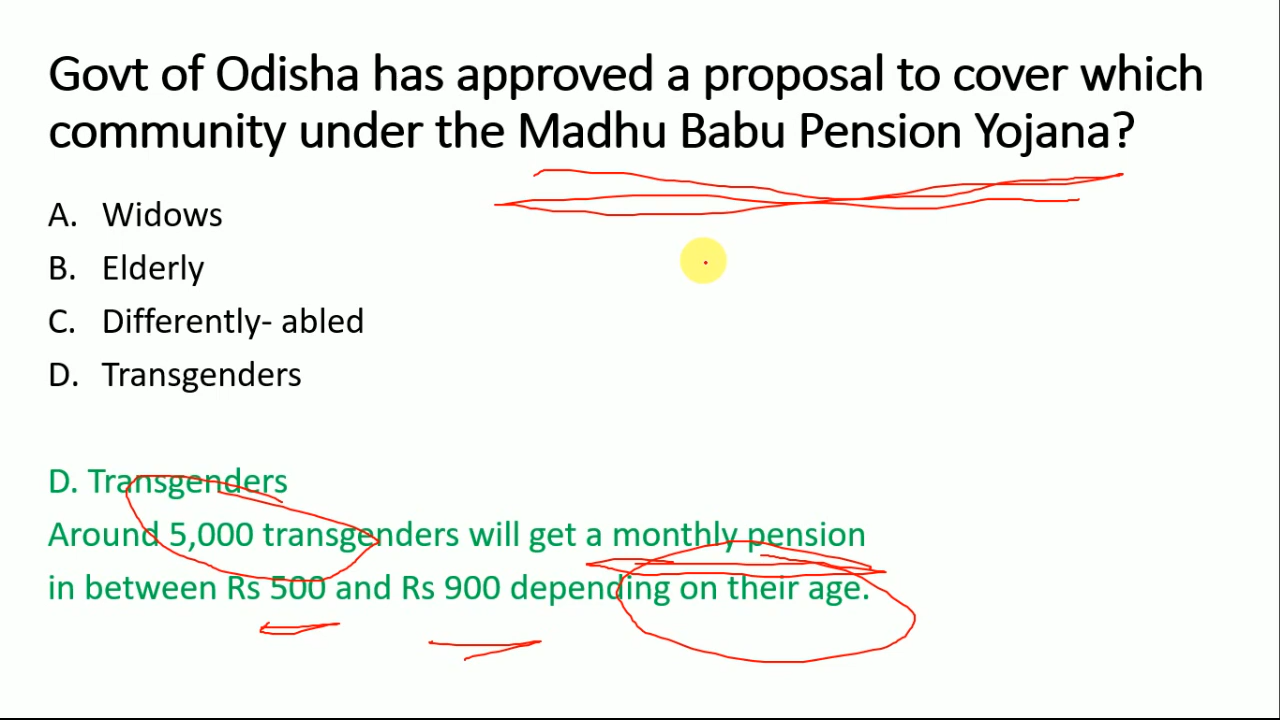 Govt of Odisha has approved a proposal to cover which
community under the Madhu Babu Pension Yojana?
A. Widows
B. Elderly
C. Differently- abled
D. Transgenders
D. Transgenders
Around 5,000 transgenders will get a monthly pension
in between Rs 500 and Rs 900 depending on their age.